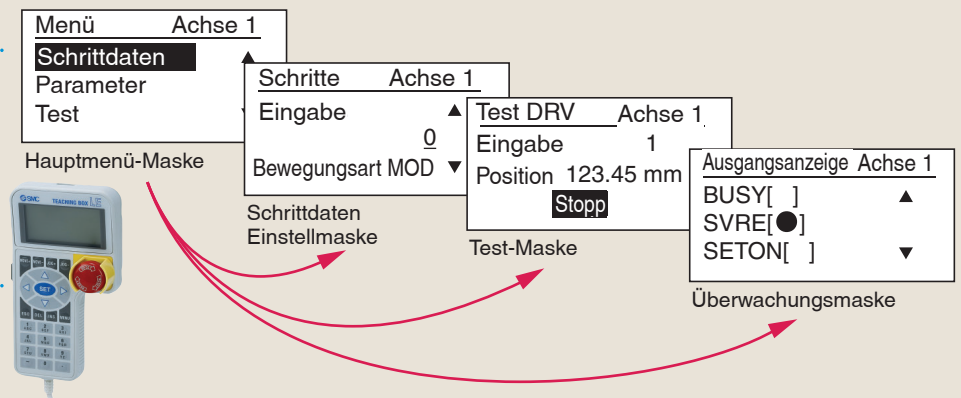 Menü Achse 1
Schrittdaten
Parameter
Test
Hauptmenü-Maske
Schritte Achse 1
Eingabe
0
Bewegungsart MOD
Schrittdaten
Einstellmaske
Test DRV Achse 1
Eingabe 1
Position 123.45 mm
Stopp
Test-Maske
Ausgangsanzeige Achse 1
BUSY[ ]
SVRE[●]
SETON[ ]
Überwachungsmaske
SMC TEACHING BOX LE
SET